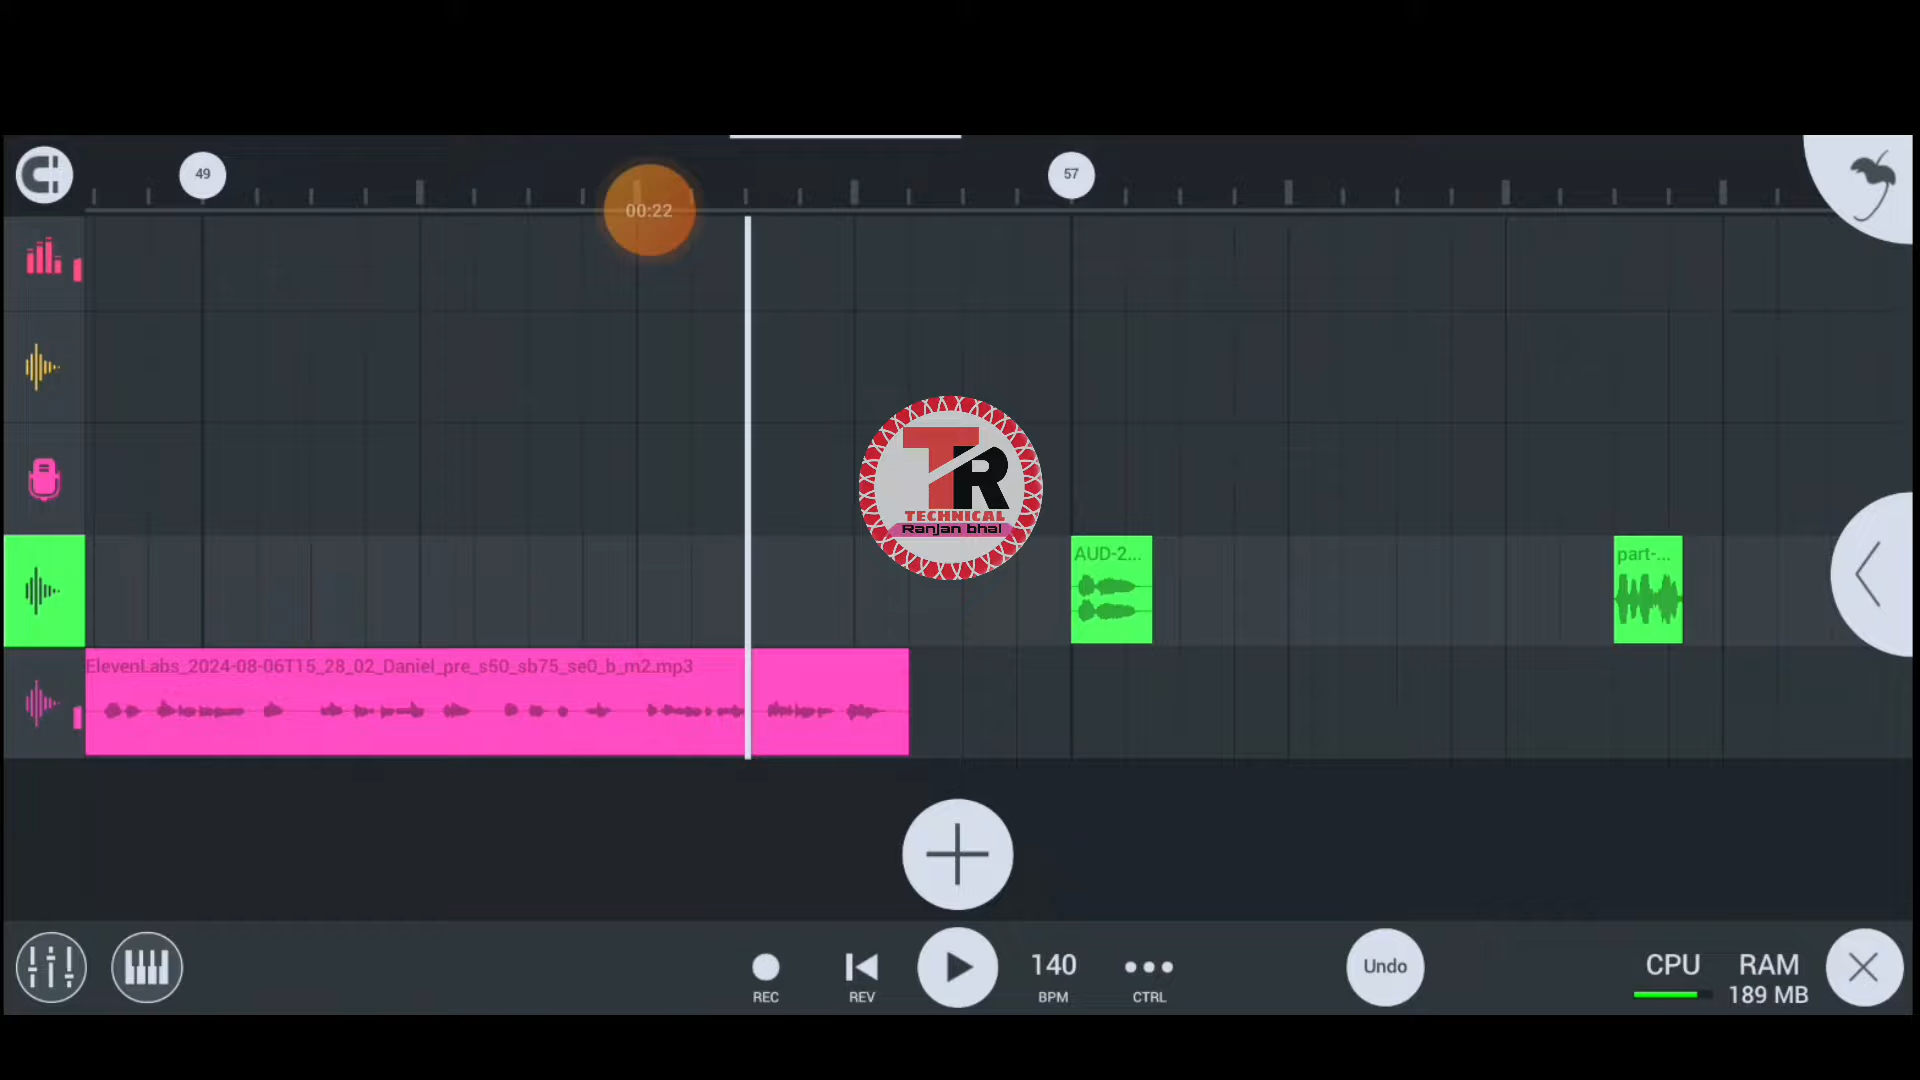 49
57
00:22
TR
TECHNICAL
Ranjan bhai
AUD-2...
part-...
ElevenLabs_2024-08-06T15_28_02_Daniel_pre_s50_sb75_se0_b_m2.mp3
REC
REV
140
BPM
CTRL
Undo
CPU
RAM
189 MB